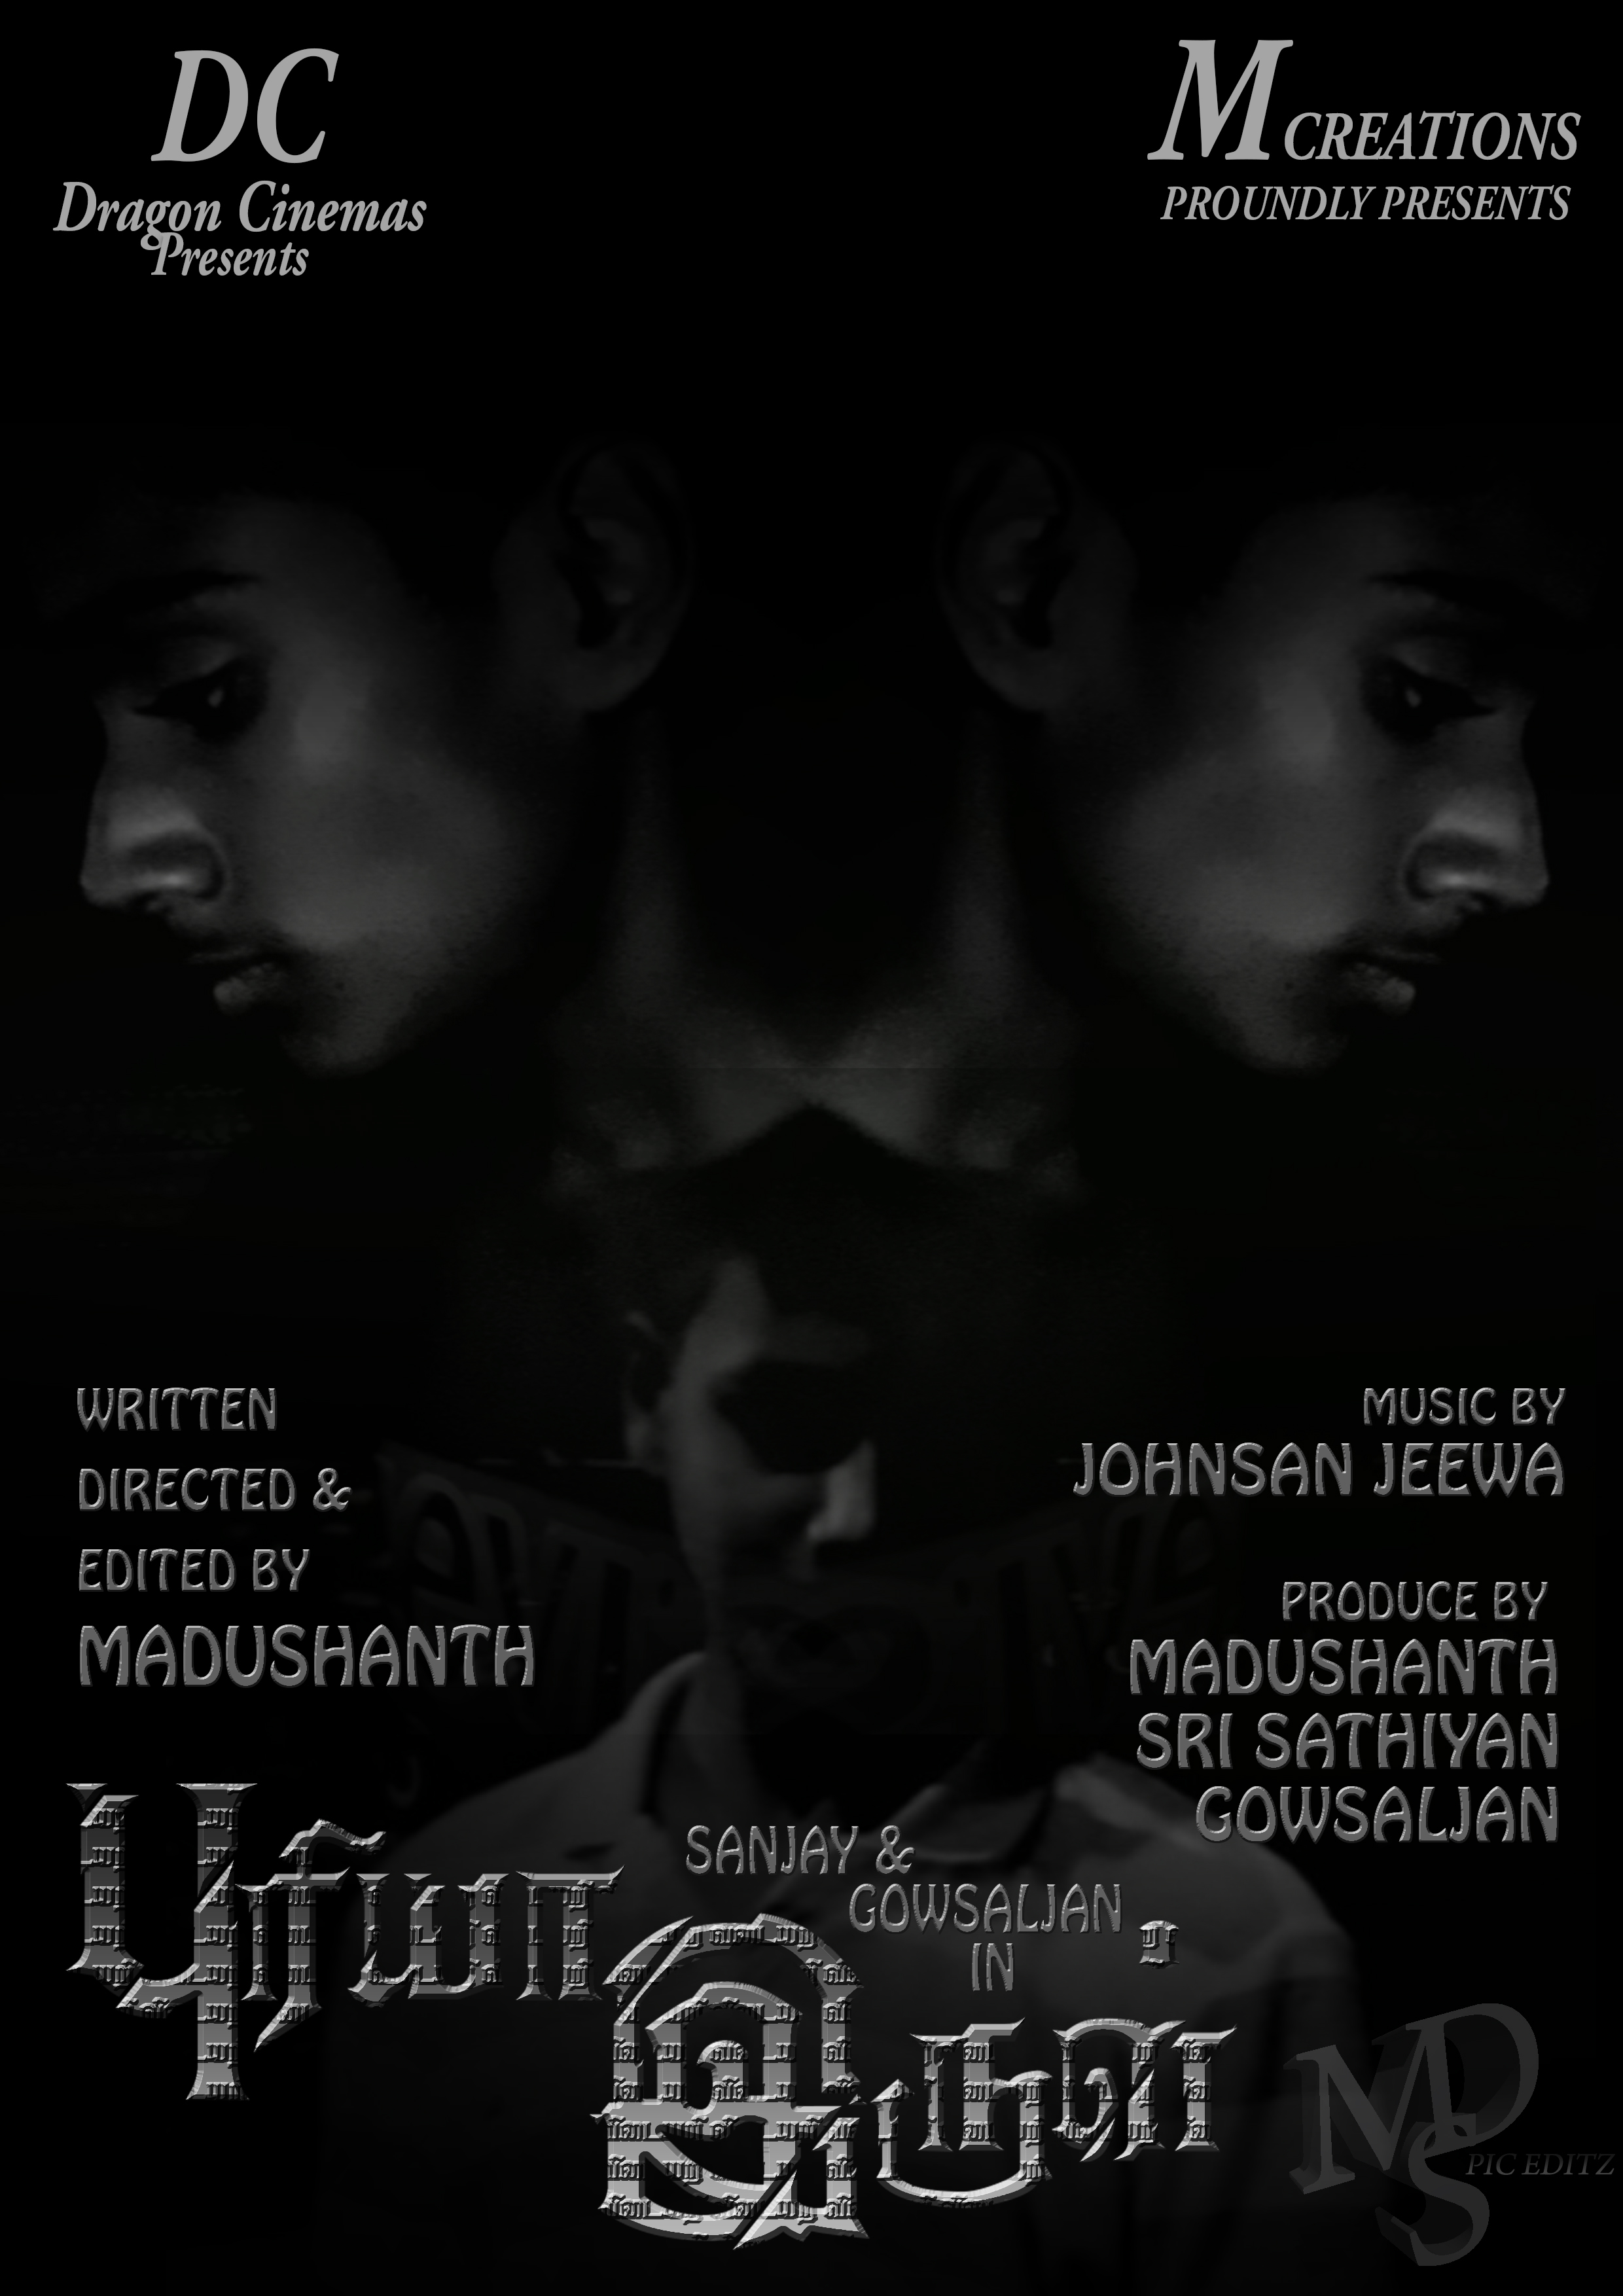 DC
Dragon Cinemas
Presents
M CREATIONS
PROUNDLY PRESENTS
WRITTEN
DIRECTED &
EDITED BY
MADUSHANTH
MUSIC BY
JOHNSAN JEEWA
PRODUCE BY
MADUSHANTH
SRI SATHIYAN
GOWSALJAN
SANJAY &
GOWSALJAN
IN
புரியா
இருள்
MDS
PIC EDITZ